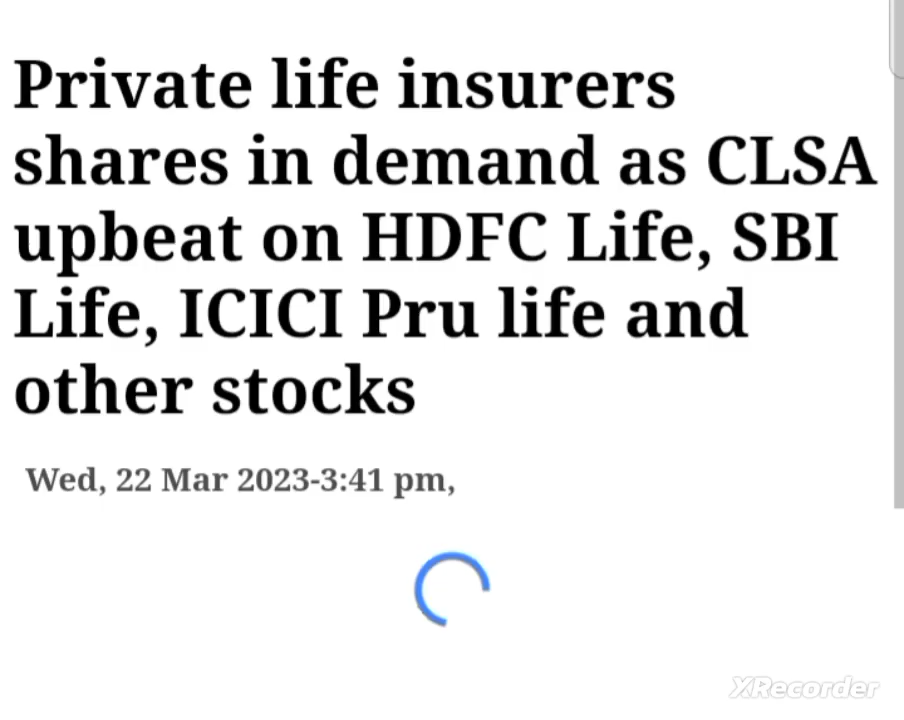 Private life insurers
shares in demand as CLSA
upbeat on HDFC Life, SBI
Life, ICICI Pru life and
other stocks
Wed, 22 Mar 2023-3:41 pm,
XRecorder